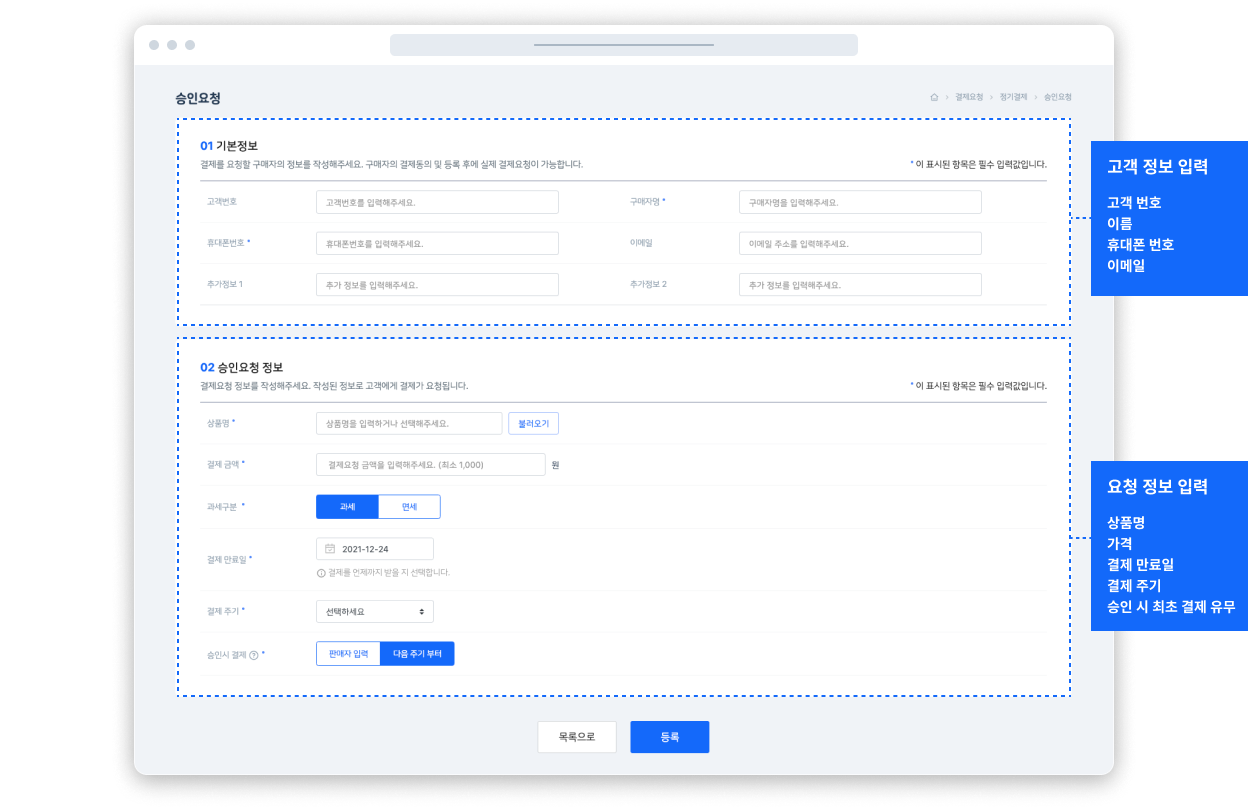 승인요청
결제요청 > 정기결제 > 승인요청
01 기본정보
결제를 요청할 구매자의 정보를 작성해주세요. 구매자의 결제동의 및 등록 후에 실제 결제요청이 가능합니다.
* 이 표시된 항목은 필수 입력값입니다.
고객번호 고객번호를 입력해주세요. 구매자명 * 구매자명을 입력해주세요.
휴대폰번호 * 휴대폰번호를 입력해주세요. 이메일 이메일 주소를 입력해주세요.
추가정보 1 추가 정보를 입력해주세요. 추가정보 2 추가 정보를 입력해주세요.
고객 정보 입력
고객 번호
이름
휴대폰 번호
이메일
02 승인요청 정보
결제요청 정보를 작성해주세요. 작성된 정보로 고객에게 결제가 요청됩니다.
* 이 표시된 항목은 필수 입력값입니다.
상품명 * 상품명을 입력하거나 선택해주세요. 불러오기
결제 금액 * 결제요청 금액을 입력해주세요. (최소 1,000) 원
과세구분 * 과세 면세
결제 만료일 * 2021-12-24
결제를 언제까지 받을 지 선택합니다.
결제 주기 * 선택하세요
승인시 결제 ? * 판매자 입력 다음 주기 부터
요청 정보 입력
상품명
가격
결제 만료일
결제 주기
승인 시 최초 결제 유무
목록으로 등록